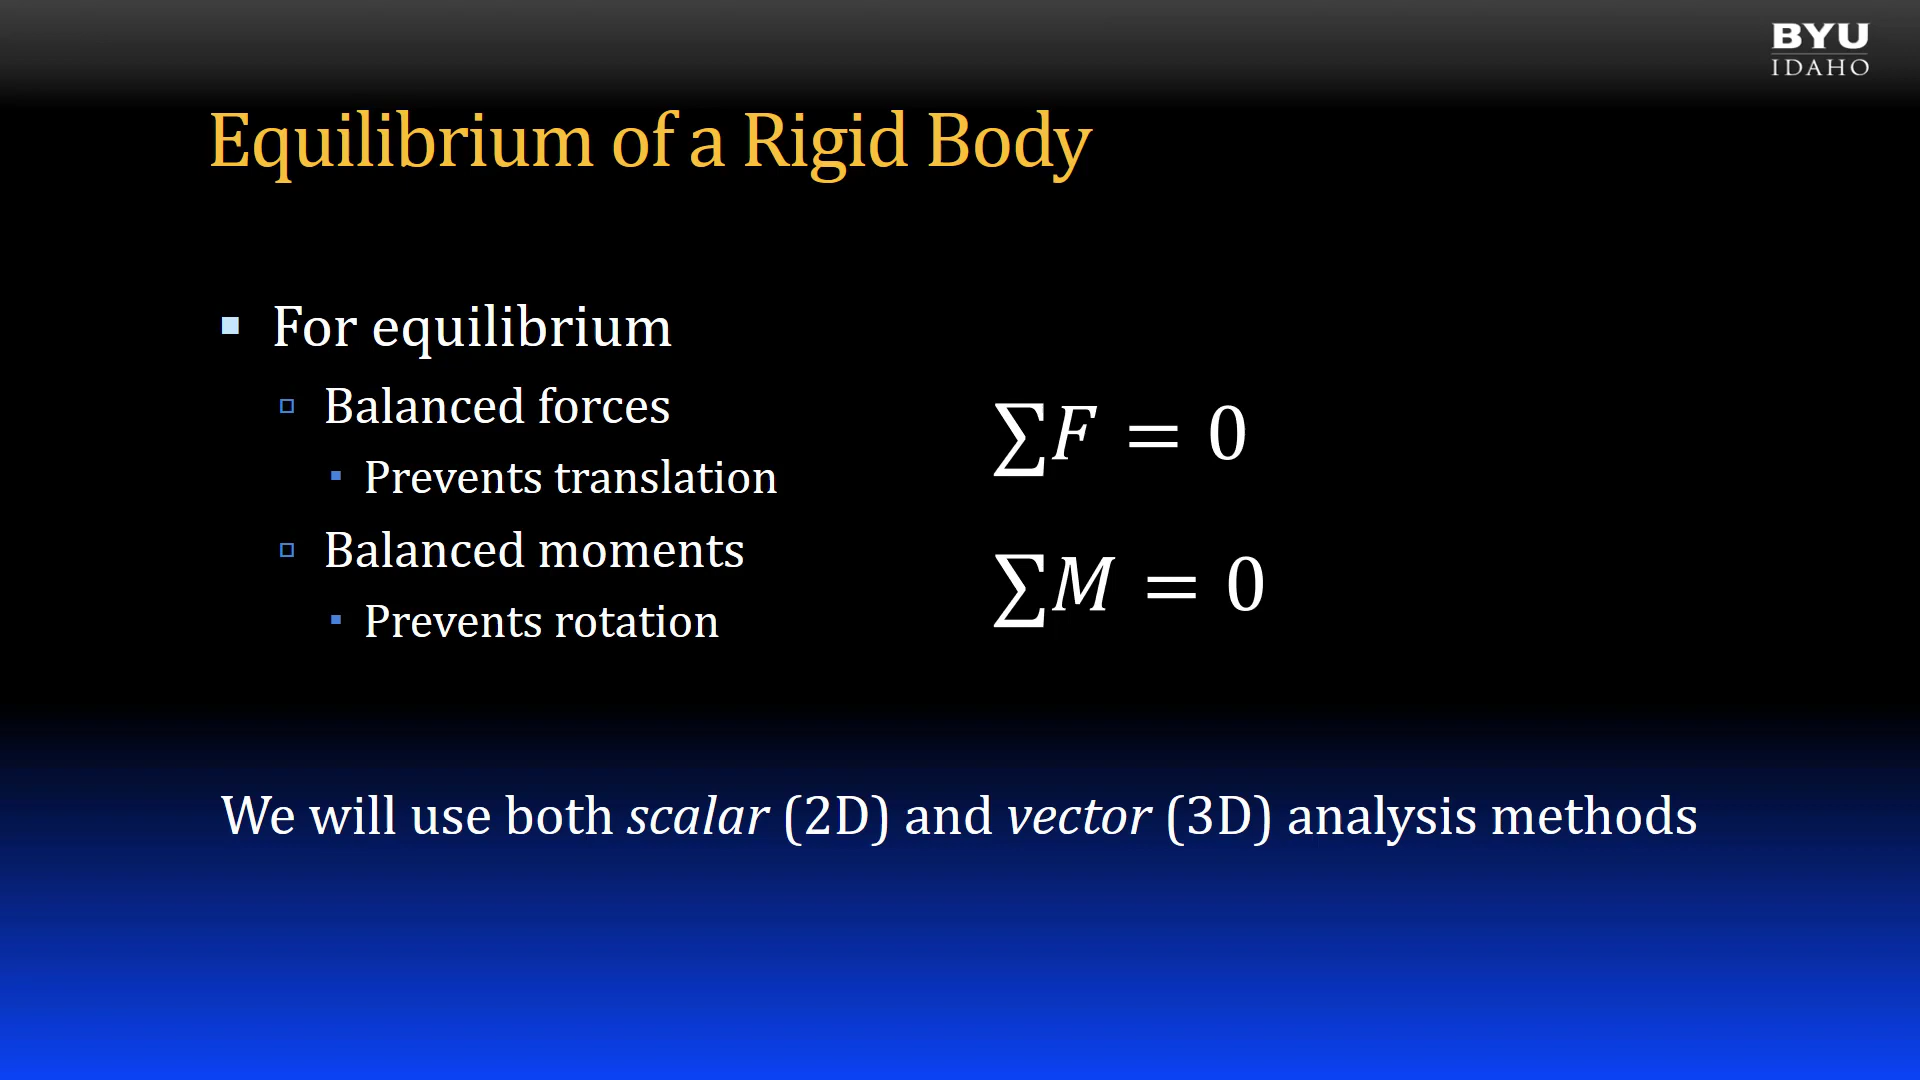 BYU
IDAHO
Equilibrium of a Rigid Body
For equilibrium
Balanced forces
Prevents translation
∑F = 0
Balanced moments
Prevents rotation
∑M = 0
We will use both scalar (2D) and vector (3D) analysis methods